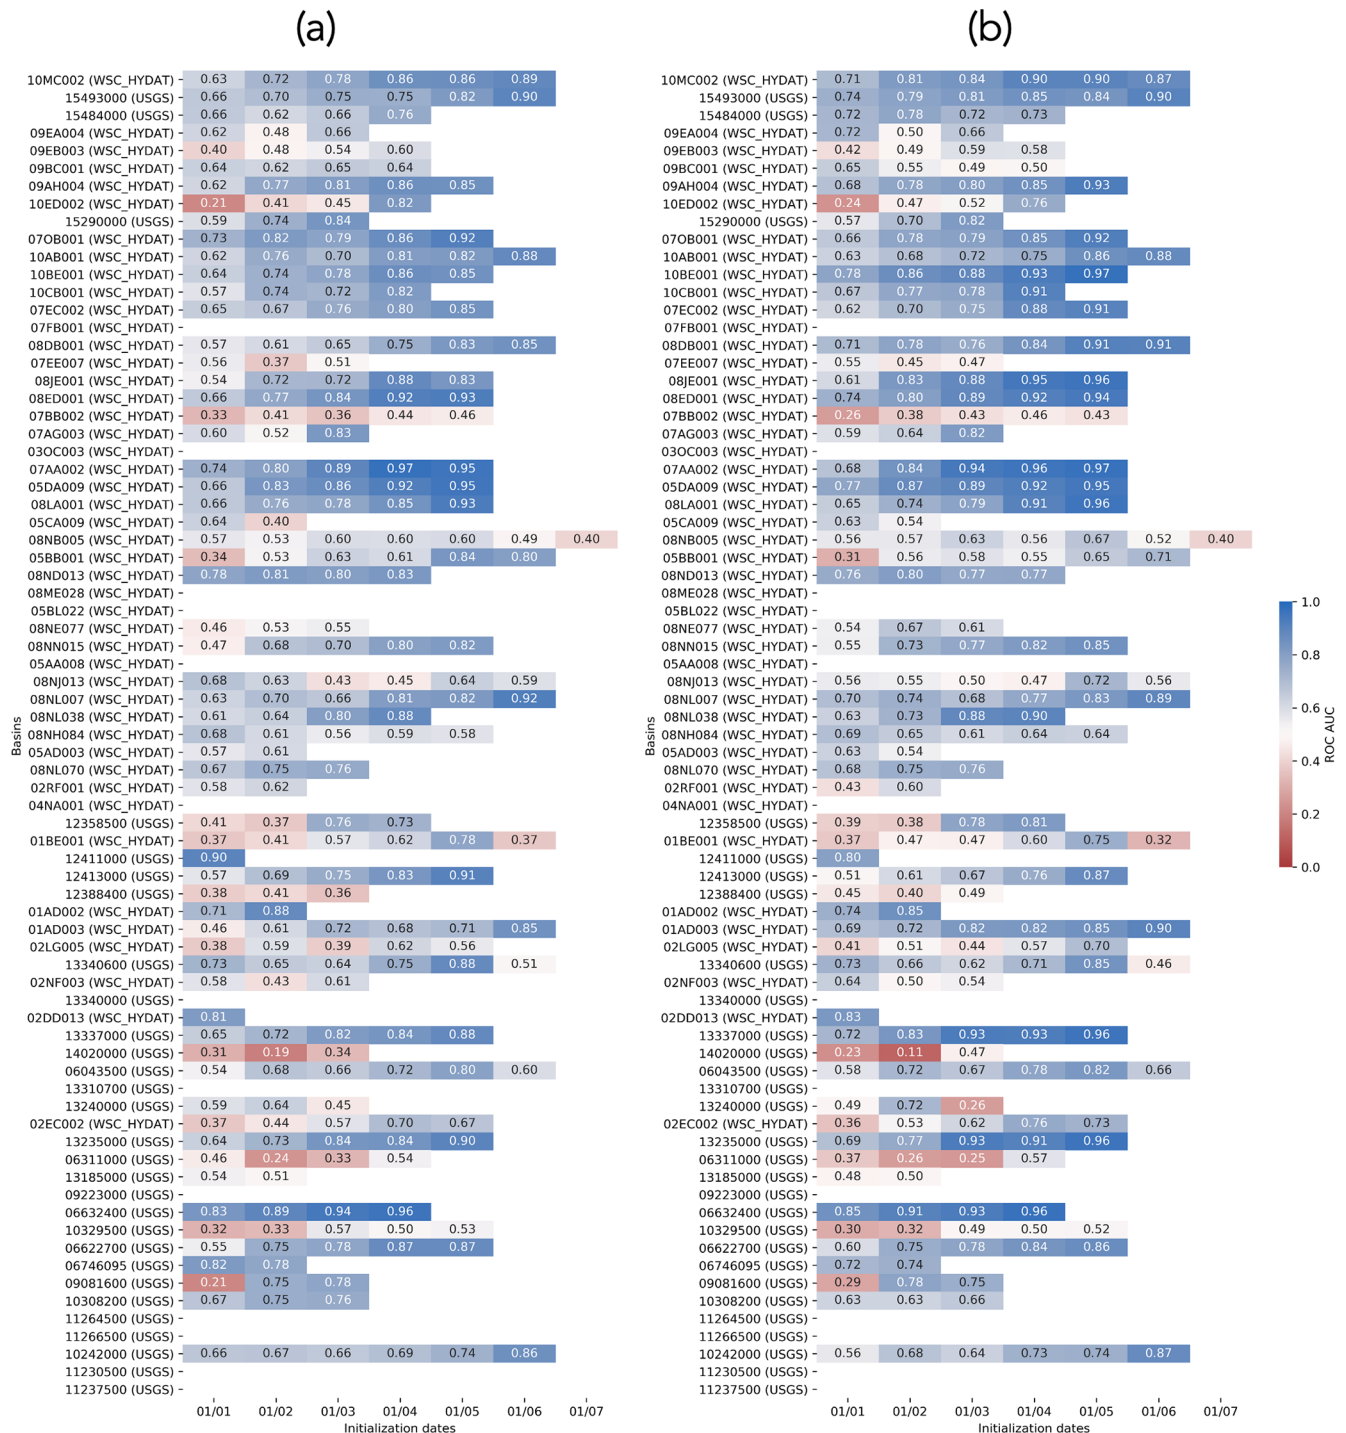 (a) (b)
10MC002 (WSC_HYDAT) 0.63 0.72 0.78 0.86 0.86 0.89 10MC002 (WSC_HYDAT) 0.71 0.81 0.84 0.90 0.90 0.87
15493000 (USGS) 0.66 0.70 0.75 0.75 0.82 0.90 15493000 (USGS) 0.74 0.79 0.81 0.85 0.84 0.90
15484000 (USGS) 0.66 0.62 0.66 0.76 15484000 (USGS) 0.72 0.78 0.72 0.73
09EA004 (WSC_HYDAT) 0.62 0.48 0.66 09EA004 (WSC_HYDAT) 0.72 0.50 0.66
09EB003 (WSC_HYDAT) 0.40 0.48 0.54 0.60 09EB003 (WSC_HYDAT) 0.42 0.49 0.59 0.58
09BC001 (WSC_HYDAT) 0.64 0.62 0.65 0.64 09BC001 (WSC_HYDAT) 0.65 0.55 0.49 0.50
09AH004 (WSC_HYDAT) 0.62 0.77 0.81 0.86 0.85 09AH004 (WSC_HYDAT) 0.68 0.78 0.80 0.85 0.93
10ED002 (WSC_HYDAT) 0.21 0.41 0.45 0.82 10ED002 (WSC_HYDAT) 0.24 0.47 0.52 0.76
15290000 (USGS) 0.59 0.74 0.84 15290000 (USGS) 0.57 0.70 0.82
07OB001 (WSC_HYDAT) 0.73 0.82 0.79 0.86 0.92 07OB001 (WSC_HYDAT) 0.66 0.78 0.79 0.85 0.92
10AB001 (WSC_HYDAT) 0.62 0.76 0.70 0.81 0.82 0.88 10AB001 (WSC_HYDAT) 0.63 0.68 0.72 0.75 0.86 0.88
10BE001 (WSC_HYDAT) 0.64 0.74 0.78 0.86 0.85 10BE001 (WSC_HYDAT) 0.78 0.86 0.88 0.93 0.97
10CB001 (WSC_HYDAT) 0.57 0.74 0.72 0.82 10CB001 (WSC_HYDAT) 0.67 0.77 0.78 0.91
07EC002 (WSC_HYDAT) 0.65 0.67 0.76 0.80 0.85 07EC002 (WSC_HYDAT) 0.62 0.70 0.75 0.88 0.91
07FB001 (WSC_HYDAT) 07FB001 (WSC_HYDAT)
08DB001 (WSC_HYDAT) 0.57 0.61 0.65 0.75 0.83 0.85 08DB001 (WSC_HYDAT) 0.71 0.78 0.76 0.84 0.91 0.91
07EE007 (WSC_HYDAT) 0.56 0.37 0.51 07EE007 (WSC_HYDAT) 0.55 0.45 0.47
08JE001 (WSC_HYDAT) 0.54 0.72 0.72 0.88 0.83 08JE001 (WSC_HYDAT) 0.61 0.83 0.88 0.95 0.96
08ED001 (WSC_HYDAT) 0.66 0.77 0.84 0.92 0.93 08ED001 (WSC_HYDAT) 0.74 0.80 0.89 0.92 0.94
07BB002 (WSC_HYDAT) 0.33 0.41 0.36 0.44 0.46 07BB002 (WSC_HYDAT) 0.26 0.38 0.43 0.46 0.43
07AG003 (WSC_HYDAT) 0.60 0.52 0.83 07AG003 (WSC_HYDAT) 0.59 0.64 0.82
03OC003 (WSC_HYDAT) 03OC003 (WSC_HYDAT)
07AA002 (WSC_HYDAT) 0.74 0.80 0.89 0.97 0.95 07AA002 (WSC_HYDAT) 0.68 0.84 0.94 0.96 0.97
05DA009 (WSC_HYDAT) 0.66 0.83 0.86 0.92 0.95 05DA009 (WSC_HYDAT) 0.77 0.87 0.89 0.92 0.95
08LA001 (WSC_HYDAT) 0.66 0.76 0.78 0.85 0.93 08LA001 (WSC_HYDAT) 0.65 0.74 0.79 0.91 0.96
05CA009 (WSC_HYDAT) 0.64 0.40 05CA009 (WSC_HYDAT) 0.63 0.54
08NB005 (WSC_HYDAT) 0.57 0.53 0.60 0.60 0.60 0.49 0.40 08NB005 (WSC_HYDAT) 0.56 0.57 0.63 0.56 0.67 0.52 0.40
05BB001 (WSC_HYDAT) 0.34 0.53 0.63 0.61 0.84 0.80 05BB001 (WSC_HYDAT) 0.31 0.56 0.58 0.55 0.65 0.71
08ND013 (WSC_HYDAT) 0.78 0.81 0.80 0.83 08ND013 (WSC_HYDAT) 0.76 0.80 0.77 0.77
08ME028 (WSC_HYDAT) 08ME028 (WSC_HYDAT)
05BL022 (WSC_HYDAT) 05BL022 (WSC_HYDAT)
08NE077 (WSC_HYDAT) 0.46 0.53 0.55 08NE077 (WSC_HYDAT) 0.54 0.67 0.61
08NN015 (WSC_HYDAT) 0.47 0.68 0.70 0.80 0.82 08NN015 (WSC_HYDAT) 0.55 0.73 0.77 0.82 0.85
05AA008 (WSC_HYDAT) 05AA008 (WSC_HYDAT)
08NJ013 (WSC_HYDAT) 0.68 0.63 0.43 0.45 0.64 0.59 08NJ013 (WSC_HYDAT) 0.56 0.55 0.50 0.47 0.72 0.56
08NL007 (WSC_HYDAT) 0.63 0.70 0.66 0.81 0.82 0.92 08NL007 (WSC_HYDAT) 0.70 0.74 0.68 0.77 0.83 0.89
08NL038 (WSC_HYDAT) 0.61 0.64 0.80 0.88 08NL038 (WSC_HYDAT) 0.63 0.73 0.88 0.90
08NH084 (WSC_HYDAT) 0.68 0.61 0.56 0.59 0.58 08NH084 (WSC_HYDAT) 0.69 0.65 0.61 0.64 0.64
05AD003 (WSC_HYDAT) 0.57 0.61 05AD003 (WSC_HYDAT) 0.63 0.54
08NL070 (WSC_HYDAT) 0.67 0.75 0.76 08NL070 (WSC_HYDAT) 0.68 0.75 0.76
02RF001 (WSC_HYDAT) 0.58 0.62 02RF001 (WSC_HYDAT) 0.43 0.60
04NA001 (WSC_HYDAT) 04NA001 (WSC_HYDAT)
12358500 (USGS) 0.41 0.37 0.76 0.73 12358500 (USGS) 0.39 0.38 0.78 0.81
01BE001 (WSC_HYDAT) 0.37 0.41 0.57 0.62 0.78 0.37 01BE001 (WSC_HYDAT) 0.37 0.47 0.47 0.60 0.75 0.32
12411000 (USGS) 0.90 12411000 (USGS) 0.80
12413000 (USGS) 0.57 0.69 0.75 0.83 0.91 12413000 (USGS) 0.51 0.61 0.67 0.76 0.87
12388400 (USGS) 0.38 0.41 0.36 12388400 (USGS) 0.45 0.40 0.49
01AD002 (WSC_HYDAT) 0.71 0.88 01AD002 (WSC_HYDAT) 0.74 0.85
01AD003 (WSC_HYDAT) 0.46 0.61 0.72 0.68 0.71 0.85 01AD003 (WSC_HYDAT) 0.69 0.72 0.82 0.82 0.85 0.90
02LG005 (WSC_HYDAT) 0.38 0.59 0.39 0.62 0.56 02LG005 (WSC_HYDAT) 0.41 0.51 0.44 0.57 0.70
13340600 (USGS) 0.73 0.65 0.64 0.75 0.88 0.51 13340600 (USGS) 0.73 0.66 0.62 0.71 0.85 0.46
02NF003 (WSC_HYDAT) 0.58 0.43 0.61 02NF003 (WSC_HYDAT) 0.64 0.50 0.54
13340000 (USGS) 13340000 (USGS)
02DD013 (WSC_HYDAT) 0.81 02DD013 (WSC_HYDAT) 0.83
13337000 (USGS) 0.65 0.72 0.82 0.84 0.88 13337000 (USGS) 0.72 0.83 0.93 0.93 0.96
14020000 (USGS) 0.31 0.19 0.34 14020000 (USGS) 0.23 0.11 0.47
06043500 (USGS) 0.54 0.68 0.66 0.72 0.80 0.60 06043500 (USGS) 0.58 0.72 0.67 0.78 0.82 0.66
13310700 (USGS) 13310700 (USGS)
13240000 (USGS) 0.59 0.64 0.45 13240000 (USGS) 0.49 0.72 0.26
02EC002 (WSC_HYDAT) 0.37 0.44 0.57 0.70 0.67 02EC002 (WSC_HYDAT) 0.36 0.53 0.62 0.76 0.73
13235000 (USGS) 0.64 0.73 0.84 0.84 0.90 13235000 (USGS) 0.69 0.77 0.93 0.91 0.96
06311000 (USGS) 0.46 0.24 0.33 0.54 06311000 (USGS) 0.37 0.26 0.25 0.57
13185000 (USGS) 0.54 0.51 13185000 (USGS) 0.48 0.50
09223000 (USGS) 09223000 (USGS)
06632400 (USGS) 0.83 0.89 0.94 0.96 06632400 (USGS) 0.85 0.91 0.93 0.96
10329500 (USGS) 0.32 0.33 0.57 0.50 0.53 10329500 (USGS) 0.30 0.32 0.49 0.50 0.52
06622700 (USGS) 0.55 0.75 0.78 0.87 0.87 06622700 (USGS) 0.60 0.75 0.78 0.84 0.86
06746095 (USGS) 0.82 0.78 06746095 (USGS) 0.72 0.74
09081600 (USGS) 0.21 0.75 0.78 09081600 (USGS) 0.29 0.78 0.75
10308200 (USGS) 0.67 0.75 0.76 10308200 (USGS) 0.63 0.63 0.66
11264500 (USGS) 11264500 (USGS)
11266500 (USGS) 11266500 (USGS)
10242000 (USGS) 0.66 0.67 0.66 0.69 0.74 0.86 10242000 (USGS) 0.56 0.68 0.64 0.73 0.74 0.87
11230500 (USGS) 11230500 (USGS)
11237500 (USGS) 11237500 (USGS)
01/01 01/02 01/03 01/04 01/05 01/06 01/07 01/01 01/02 01/03 01/04 01/05 01/06 01/07
Initialization dates Initialization dates
Basins
Basins
1.0
0.8
0.6
0.4
0.2
0.0
ROC AUC